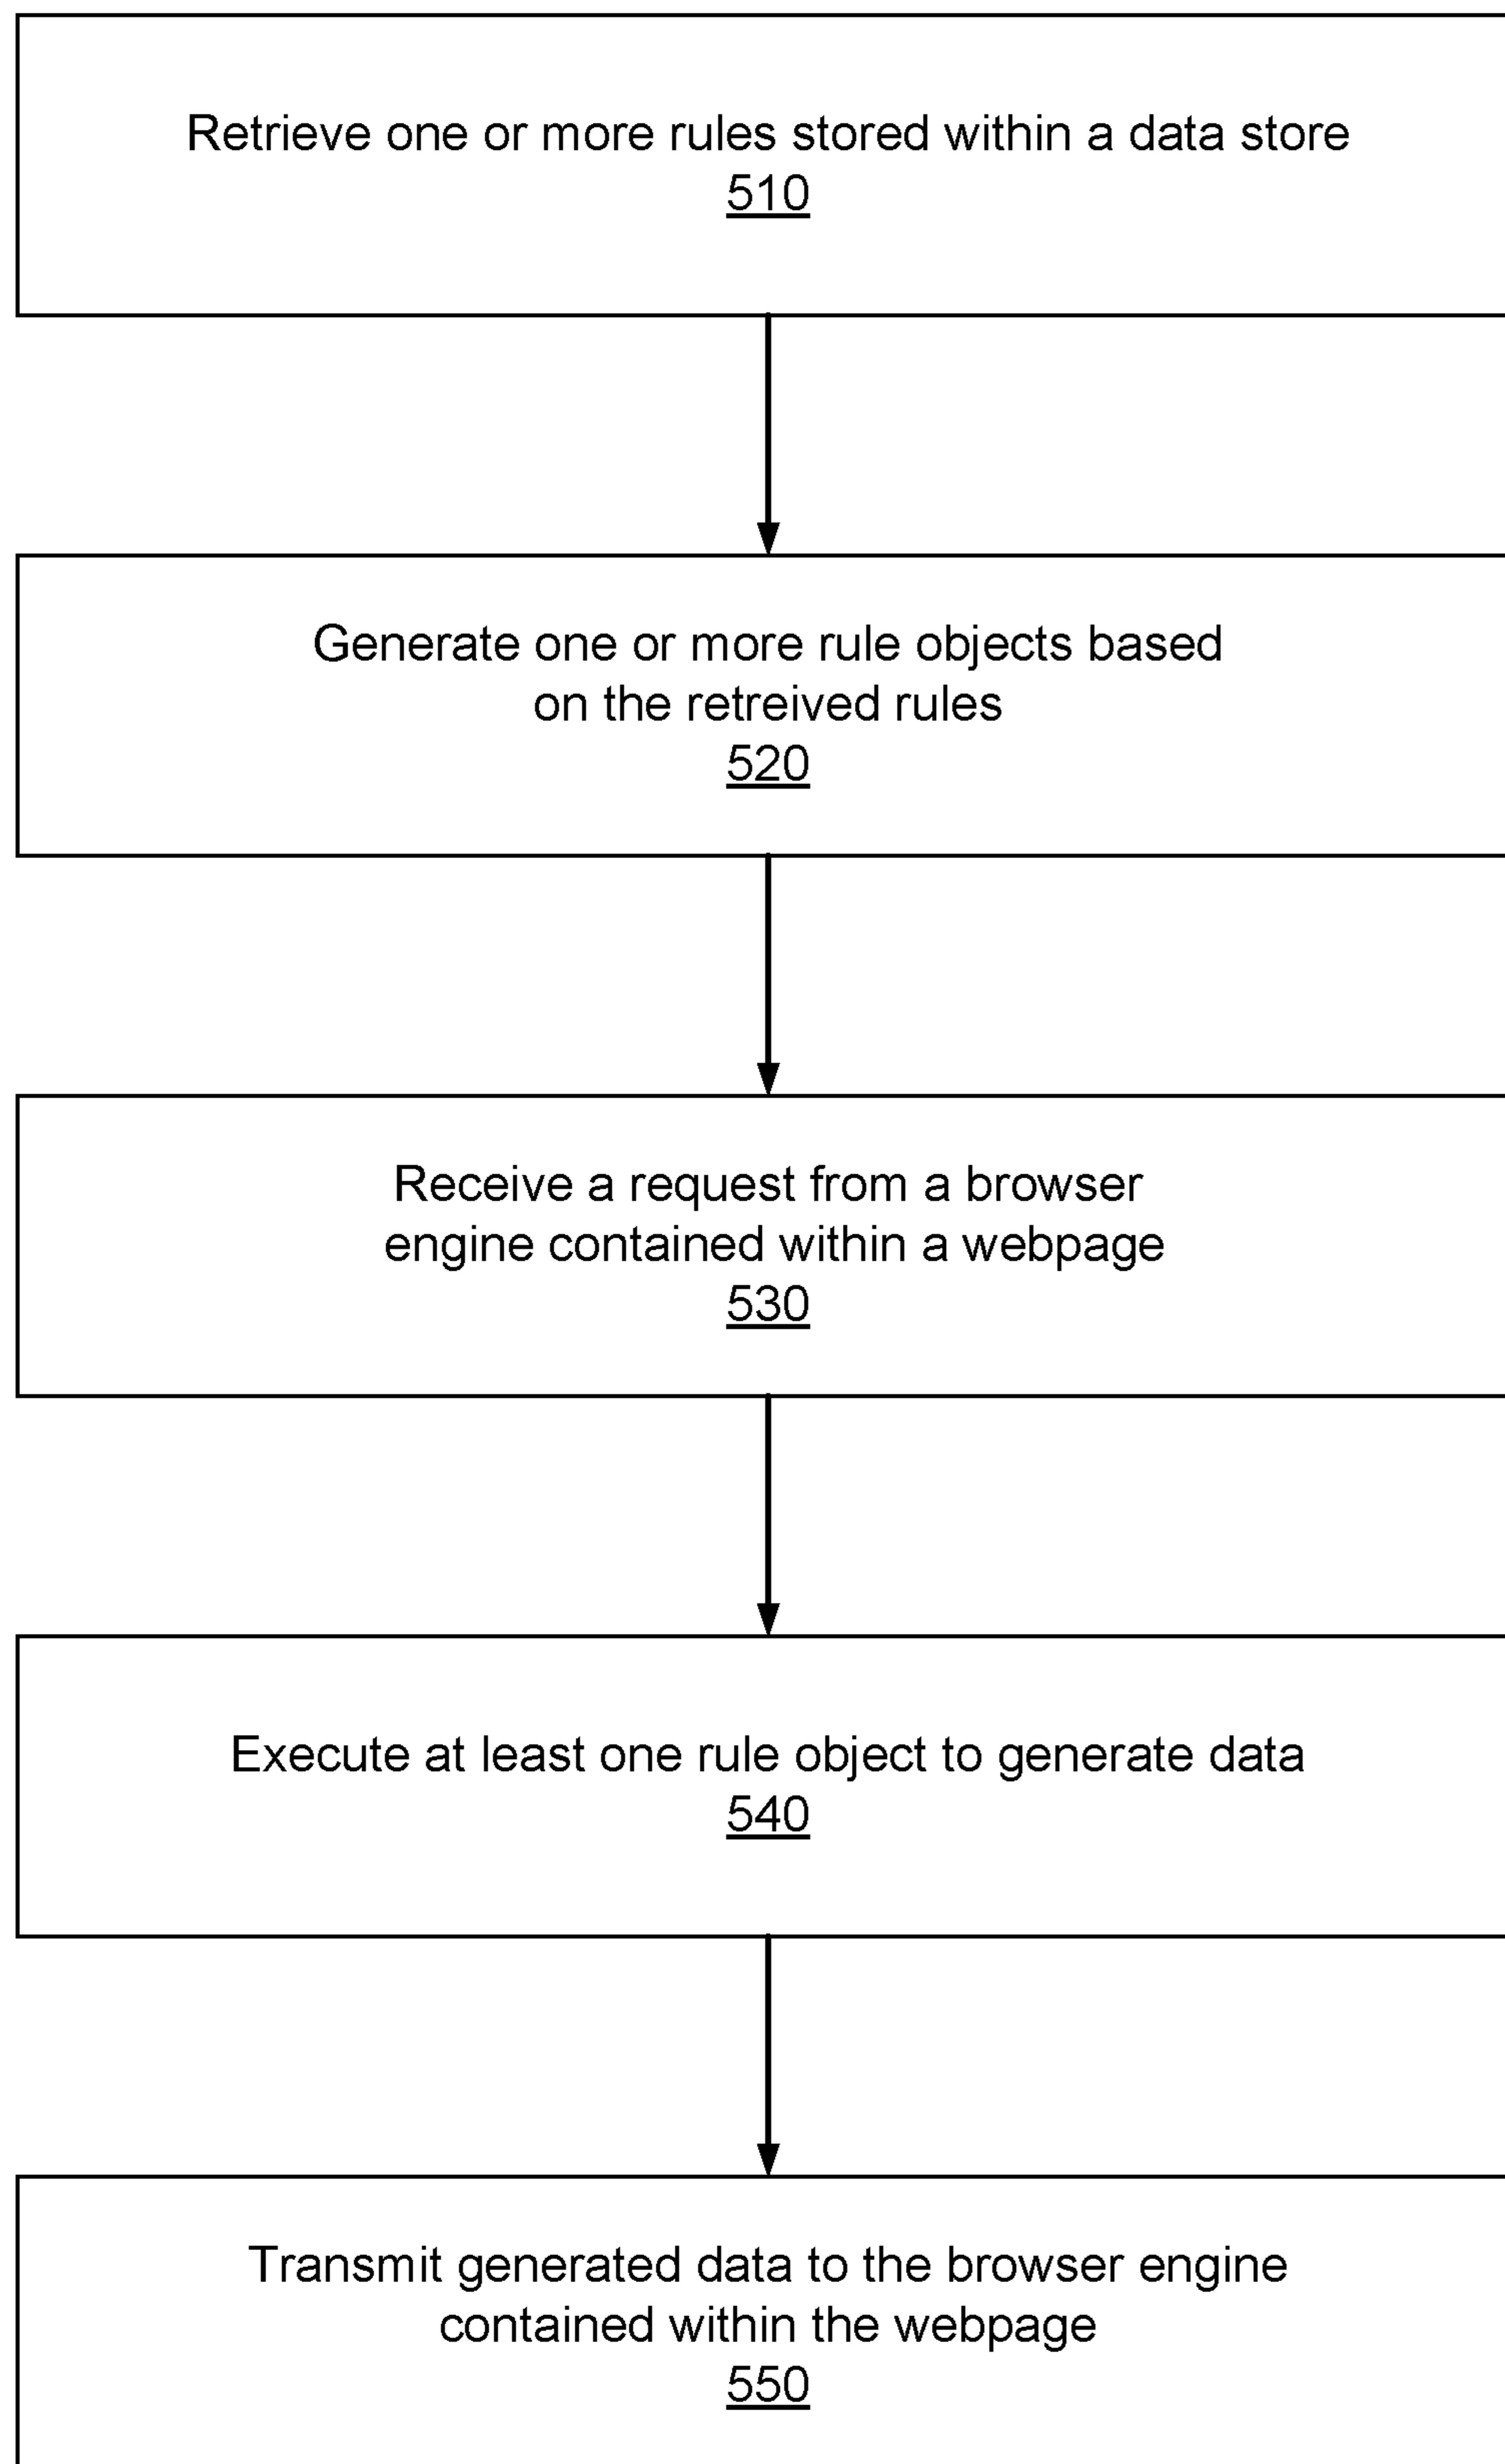 Retrieve one or more rules stored within a data store
510
Generate one or more rule objects based
on the retreived rules
520
Receive a request from a browser
engine contained within a webpage
530
Execute at least one rule object to generate data
540
Transmit generated data to the browser engine
contained within the webpage
550